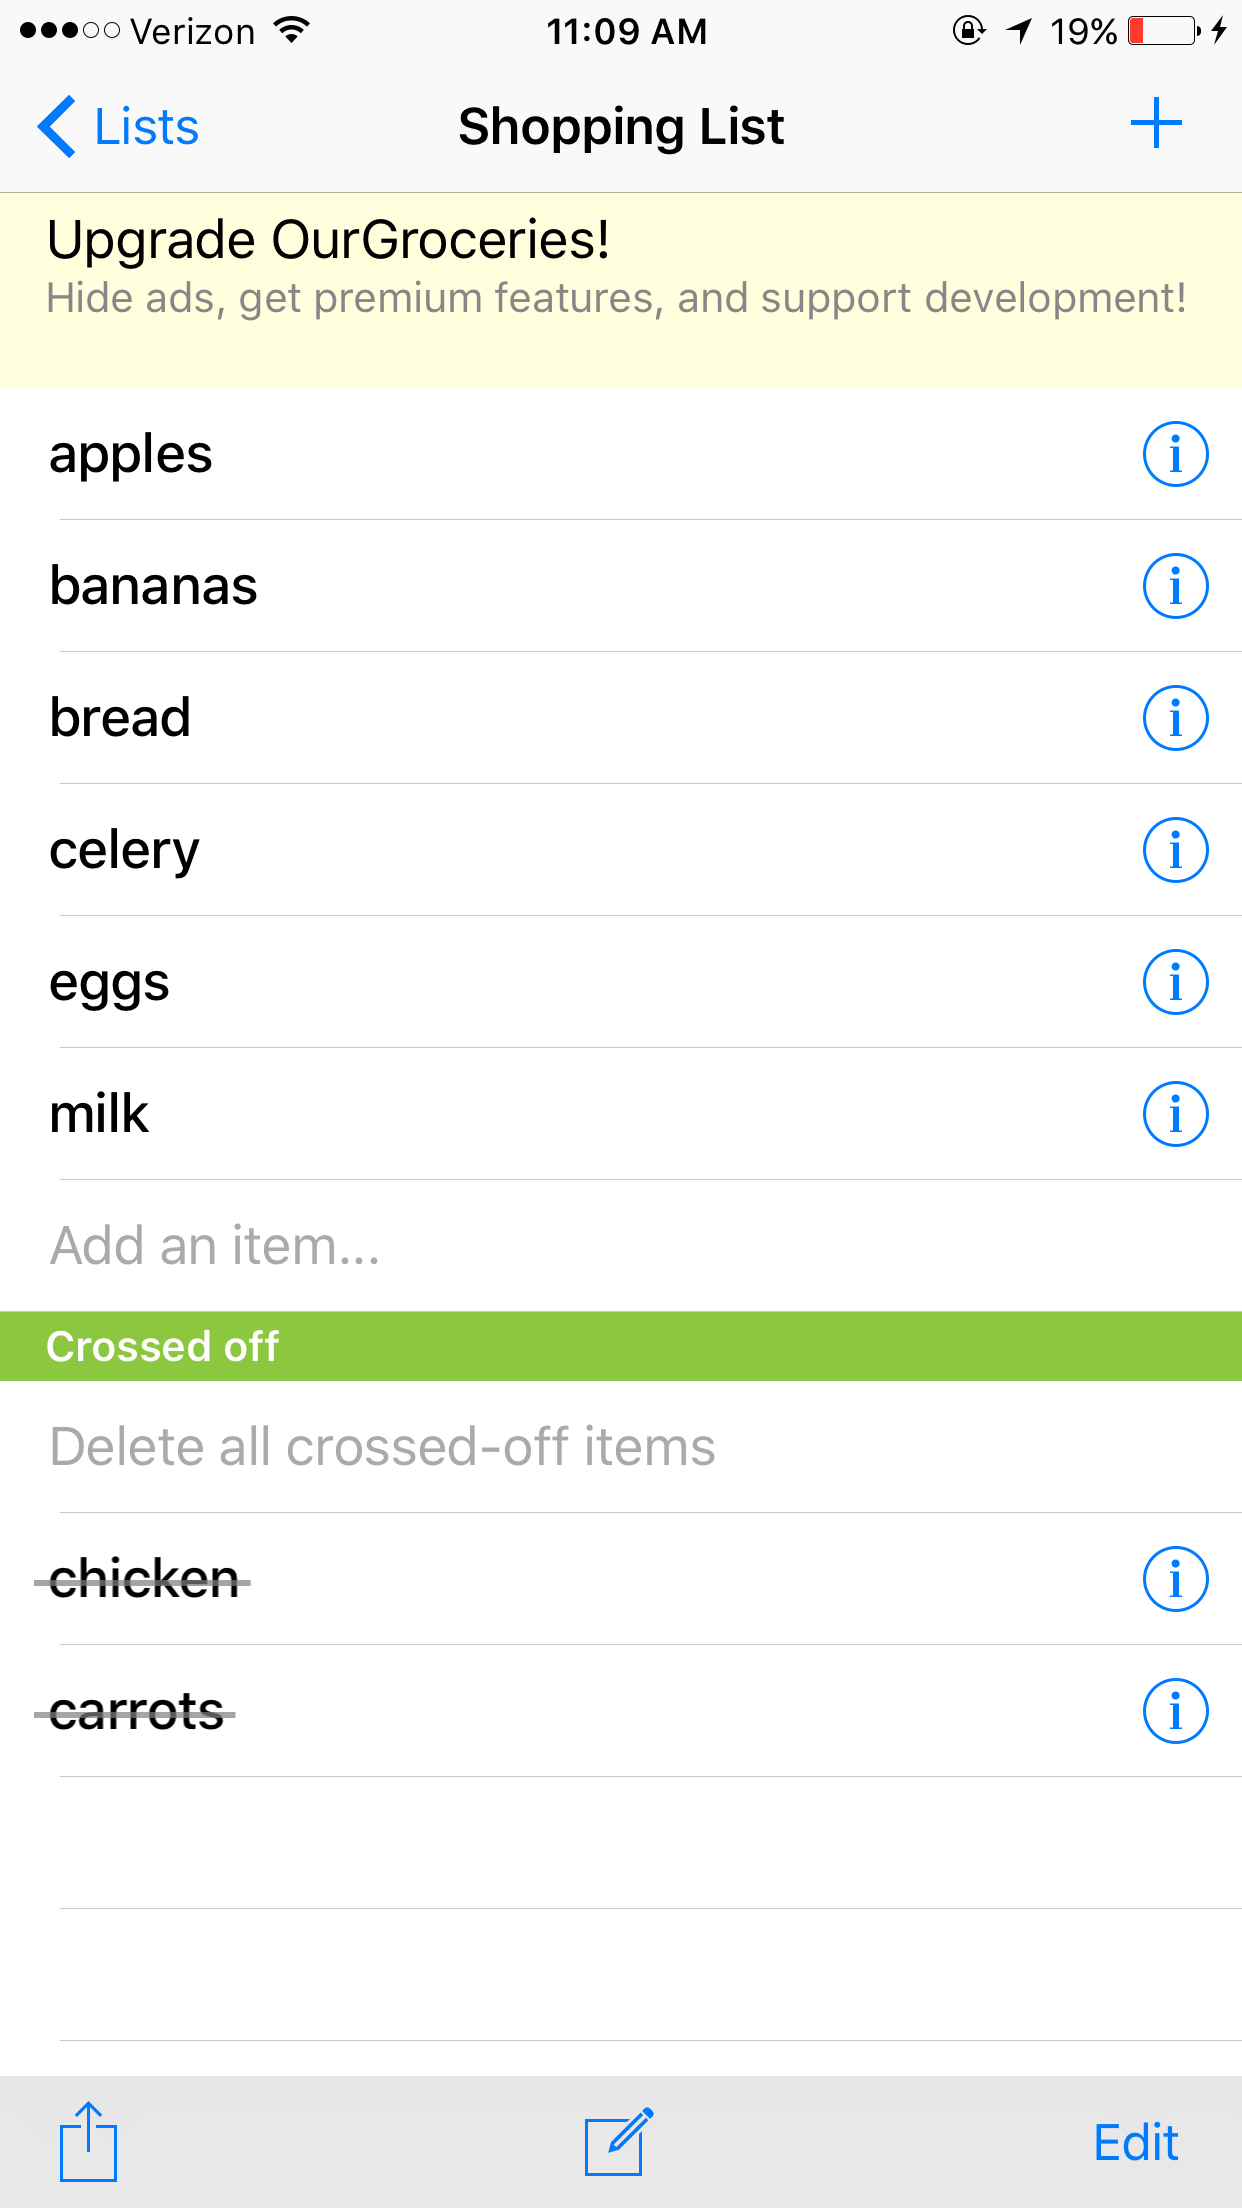 Verizon 11:09 AM 19%
Lists Shopping List
Upgrade OurGroceries!
Hide ads, get premium features, and support development!
apples
bananas
bread
celery
eggs
milk
Add an item...
Crossed off
Delete all crossed-off items
chicken
carrots
Edit